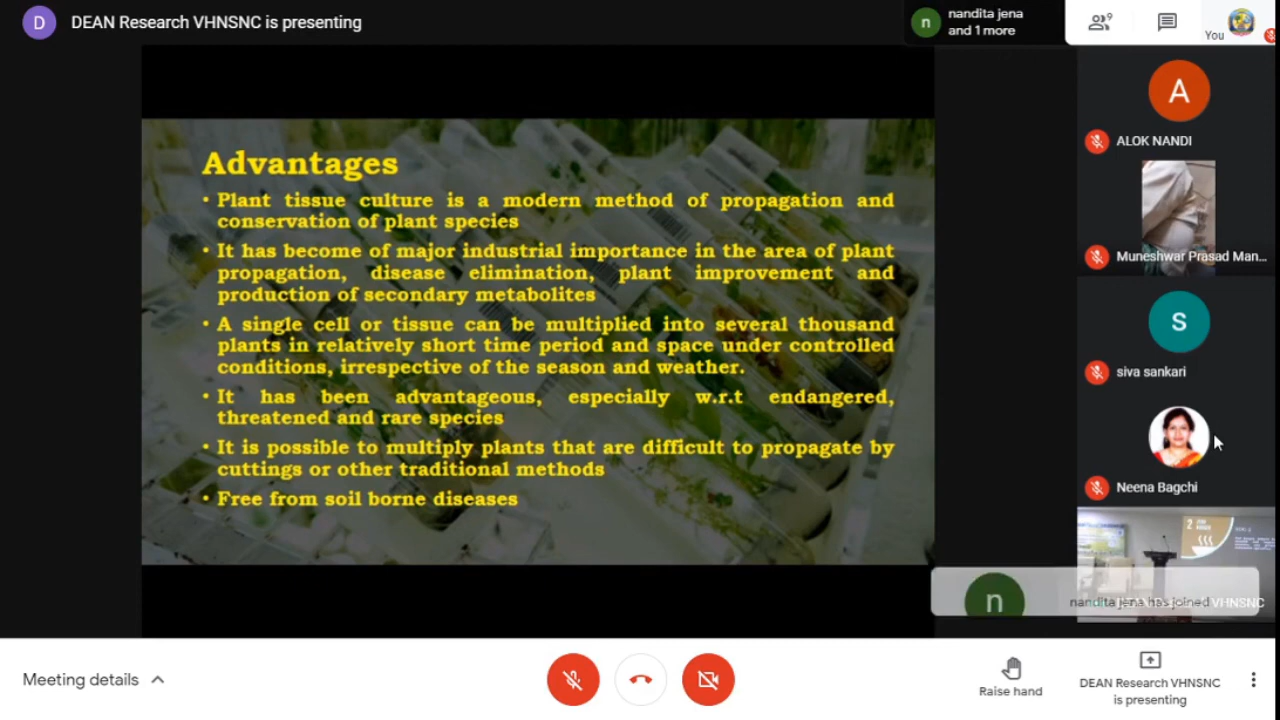 D DEAN Research VHNSNC is presenting
n nandita jena
and 1 more
9
You
Advantages
• Plant tissue culture is a modern method of propagation and
conservation of plant species
• It has become of major industrial importance in the area of plant
propagation, disease elimination, plant improvement and
production of secondary metabolites
• A single cell or tissue can be multiplied into several thousand
plants in relatively short time period and space under controlled
conditions, irrespective of the season and weather.
• It has been advantageous, especially w.r.t endangered,
threatened and rare species
• It is possible to multiply plants that are difficult to propagate by
cuttings or other traditional methods
• Free from soil borne diseases
A
ALOK NANDI
Muneshwar Prasad Man...
S
siva sankari
Neena Bagchi
2
n
nandita jena has joined
VHNSNC
Meeting details
Raise hand
DEAN Research VHNSNC
is presenting